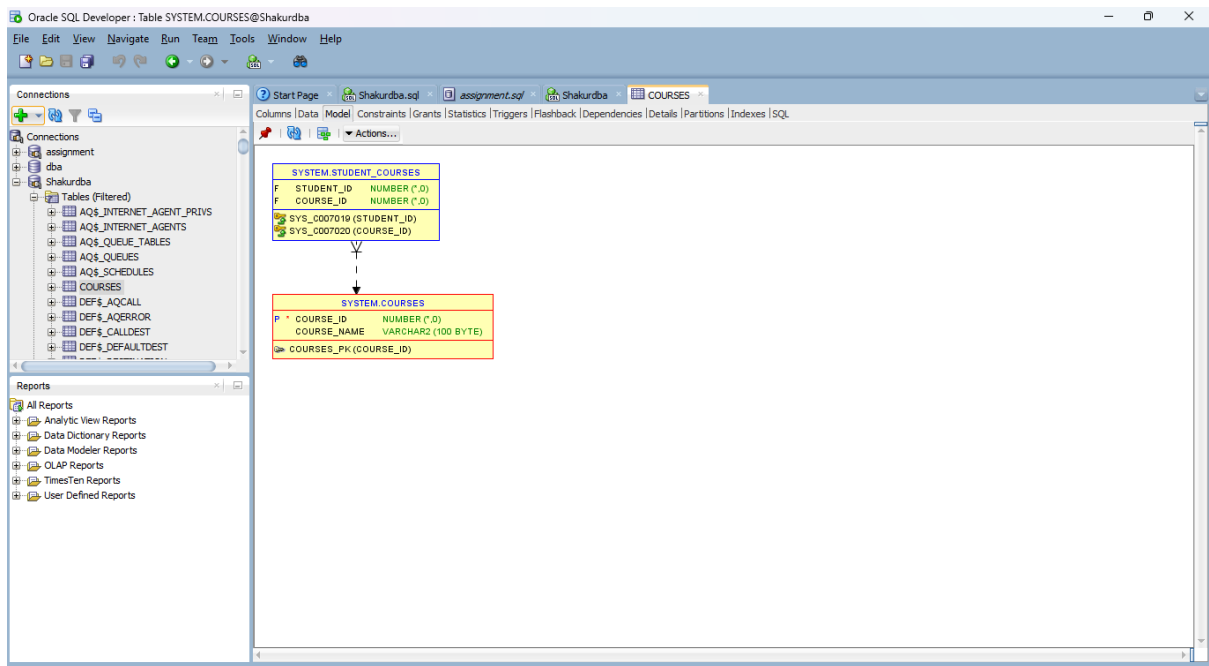 Oracle SQL Developer : Table SYSTEM.COURSES@Shakurdba
File Edit View Navigate Run Team Tools Window Help
Connections
Connections
assignment
dba
Shakurdba
Tables (Filtered)
AQ$_INTERNET_AGENT_PRIVS
AQ$_INTERNET_AGENTS
AQ$_QUEUE_TABLES
AQ$_QUEUES
AQ$_SCHEDULES
COURSES
DEF$_AQCALL
DEF$_AQERROR
DEF$_CALLDEST
DEF$_DEFAULTDEST
Reports
All Reports
Analytic View Reports
Data Dictionary Reports
Data Modeler Reports
OLAP Reports
TimesTen Reports
User Defined Reports
Start Page Shakurdba.sql assignment.sql Shakurdba COURSES
Columns |Data |Model |Constraints |Grants |Statistics |Triggers |Flashback |Dependencies |Details |Partitions |Indexes |SQL
Actions...
SYSTEM.STUDENT_COURSES
F STUDENT_ID NUMBER (*,0)
F COURSE_ID NUMBER (*,0)
SYS_C007019 (STUDENT_ID)
SYS_C007020 (COURSE_ID)
SYSTEM.COURSES
P * COURSE_ID NUMBER (*,0)
COURSE_NAME VARCHAR2 (100 BYTE)
COURSES_PK (COURSE_ID)